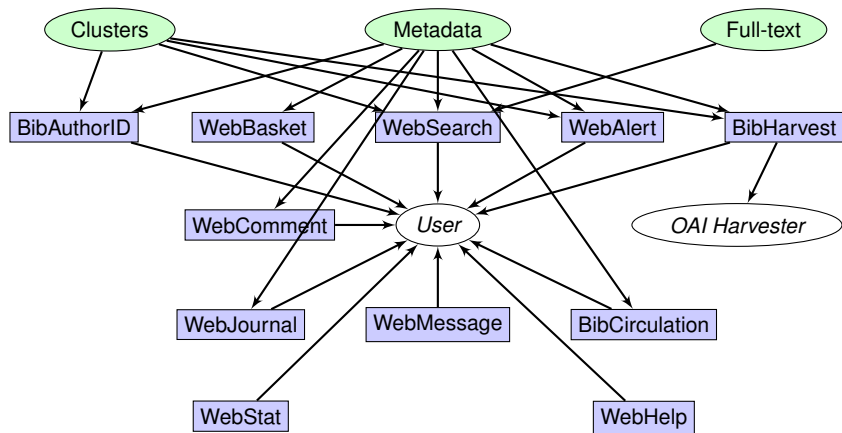 Clusters
Metadata
Full-text
BibAuthorID
WebBasket
WebSearch
WebAlert
BibHarvest
WebComment
User
OAI Harvester
WebJournal
WebMessage
BibCirculation
WebStat
WebHelp